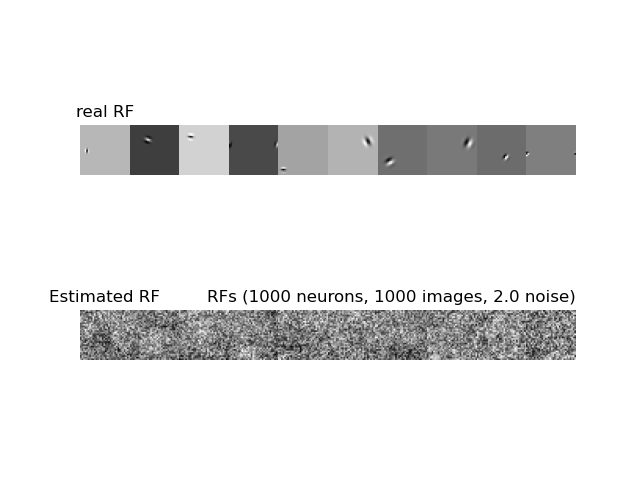 real RF
Estimated RF
RFs (1000 neurons, 1000 images, 2.0 noise)